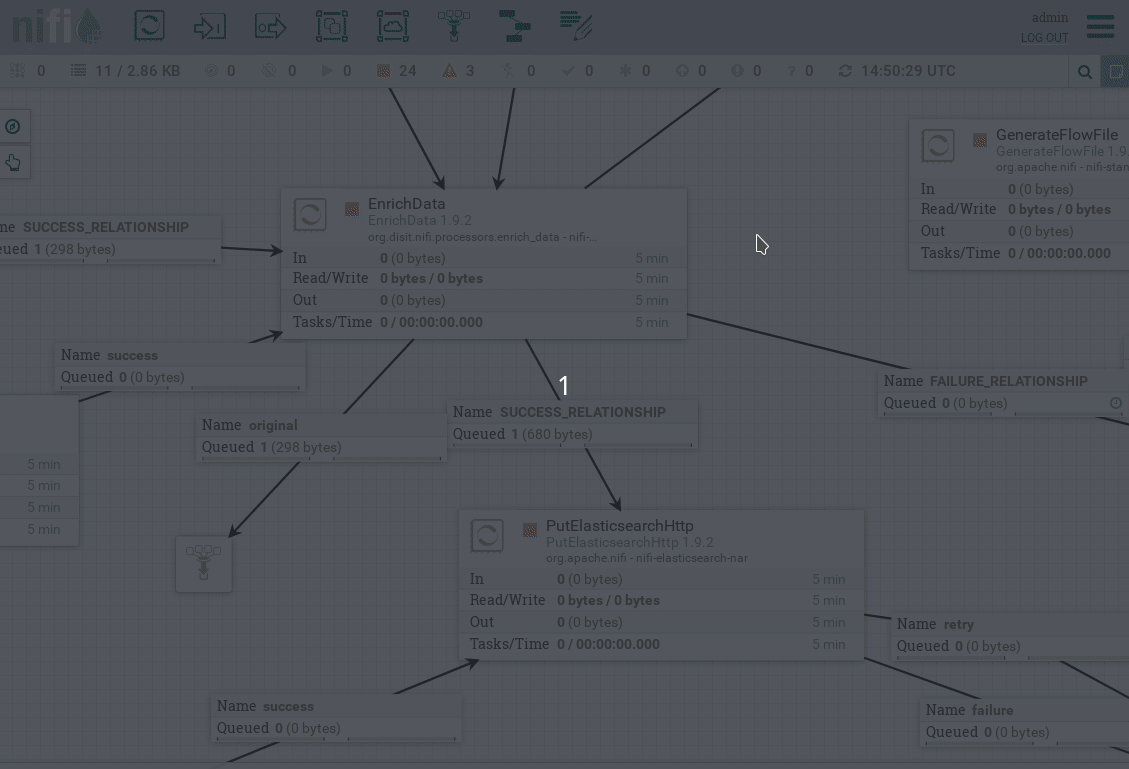 nifi
admin
LOG OUT
0 11 / 2.86 KB 0 0 0 24 3 0 0 0 0 0 0 14:50:29 UTC
GenerateFlowFile
GenerateFlowFile 1.9
org.apache.nifi - nifi-stan
In 0 (0 bytes)
Read/Write 0 bytes / 0 bytes
Out 0 (0 bytes)
Tasks/Time 0 / 00:00:00.000
EnrichData
EnrichData 1.9.2
org.disit.nifi.processors.enrich_data - nifi-...
In 0 (0 bytes) 5 min
Read/Write 0 bytes / 0 bytes 5 min
Out 0 (0 bytes) 5 min
Tasks/Time 0 / 00:00:00.000 5 min
me SUCCESS_RELATIONSHIP
eued 1 (298 bytes)
Name success
Queued 0 (0 bytes)
Name FAILURE_RELATIONSHIP
Queued 0 (0 bytes)
1
Name SUCCESS_RELATIONSHIP
Queued 1 (680 bytes)
Name original
Queued 1 (298 bytes)
5 min
5 min
5 min
5 min
PutElasticsearchHttp
PutElasticsearchHttp 1.9.2
org.apache.nifi - nifi-elasticsearch-nar
In 0 (0 bytes) 5 min
Read/Write 0 bytes / 0 bytes 5 min
Out 0 (0 bytes) 5 min
Tasks/Time 0 / 00:00:00.000 5 min
Name retry
Queued 0 (0 bytes)
Name success
Queued 0 (0 bytes)
Name failure
Queued 0 (0 bytes)